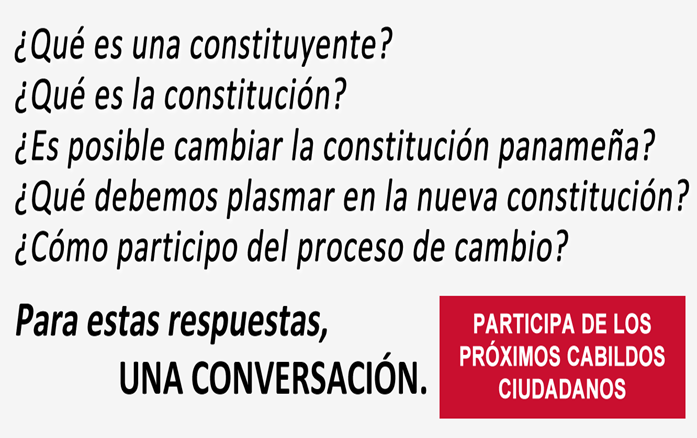 ¿Qué es una constituyente?
¿Qué es la constitución?
¿Es posible cambiar la constitución panameña?
¿Qué debemos plasmar en la nueva constitución?
¿Cómo participo del proceso de cambio?
Para estas respuestas,
UNA CONVERSACIÓN.
PARTICIPA DE LOS
PRÓXIMOS CABILDOS
CIUDADANOS